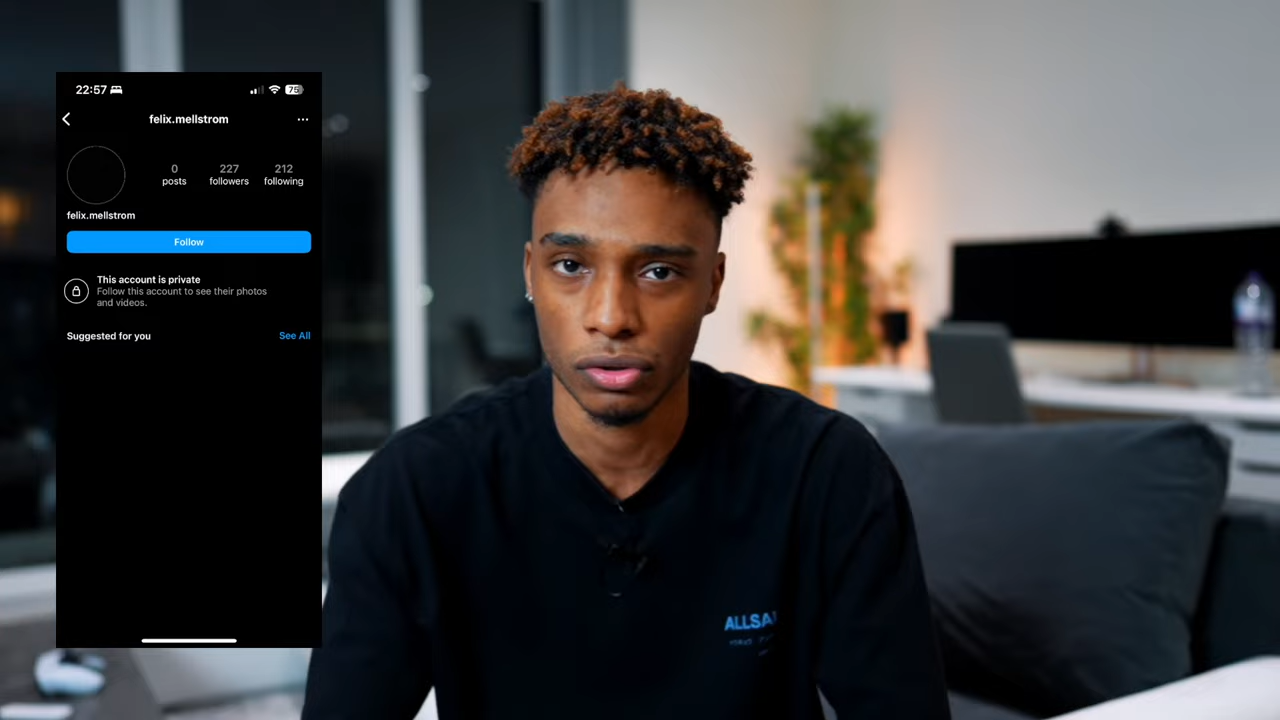 22:57
75
felix.mellstrom
0 227 212
posts followers following
felix.mellstrom
Follow
This account is private
Follow this account to see their photos
and videos.
Suggested for you See All